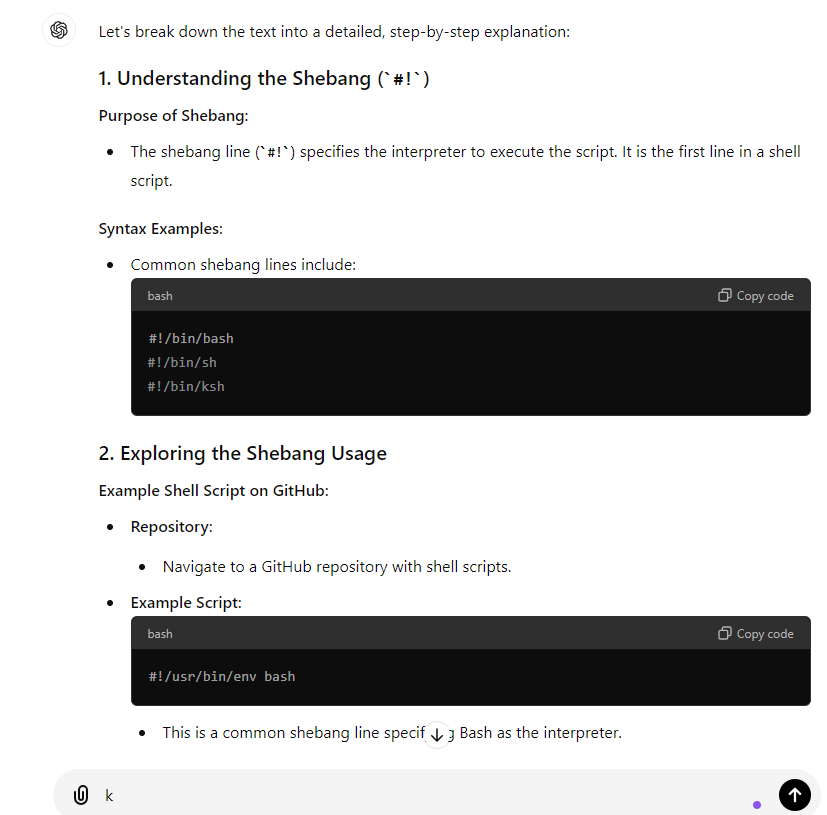 Let's break down the text into a detailed, step-by-step explanation:
1. Understanding the Shebang (`#!`)
Purpose of Shebang:
The shebang line (`#!`) specifies the interpreter to execute the script. It is the first line in a shell
script.
Syntax Examples:
Common shebang lines include:
bash Copy code
#!/bin/bash
#!/bin/sh
#!/bin/ksh
2. Exploring the Shebang Usage
Example Shell Script on GitHub:
Repository:
Navigate to a GitHub repository with shell scripts.
Example Script:
bash Copy code
#!/usr/bin/env bash
This is a common shebang line Bash as the interpreter.
k